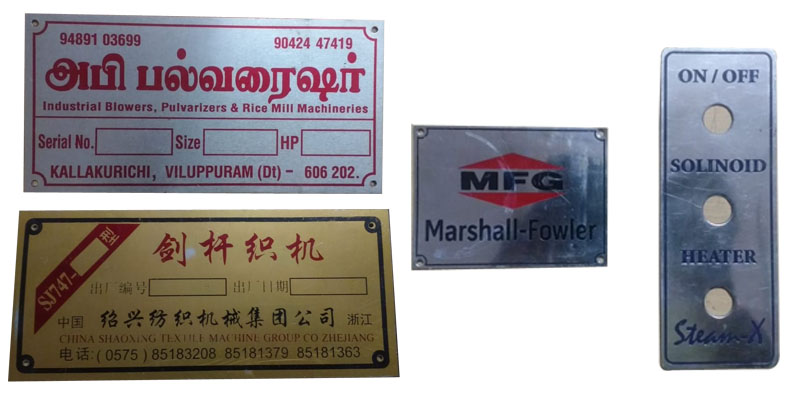 94891 03699 90424 47419
அபி பல்வரைஷர்
Industrial Blowers, Pulvarizers & Rice Mill Machineries
Serial No. Size HP
KALLAKURICHI, VILUPPURAM (Dt) - 606 202.
SJ747- 型
剑杆织机
出厂编号 出厂日期
中国 绍兴纺织机械集团公司 浙江
CHINA SHAOXING TEXTILE MACHINE GROUP CO ZHEJIANG
电话: (0575) 85183208 85181379 85181363
MFG
Marshall-Fowler
ON / OFF
SOLINOID
HEATER
Steam-X